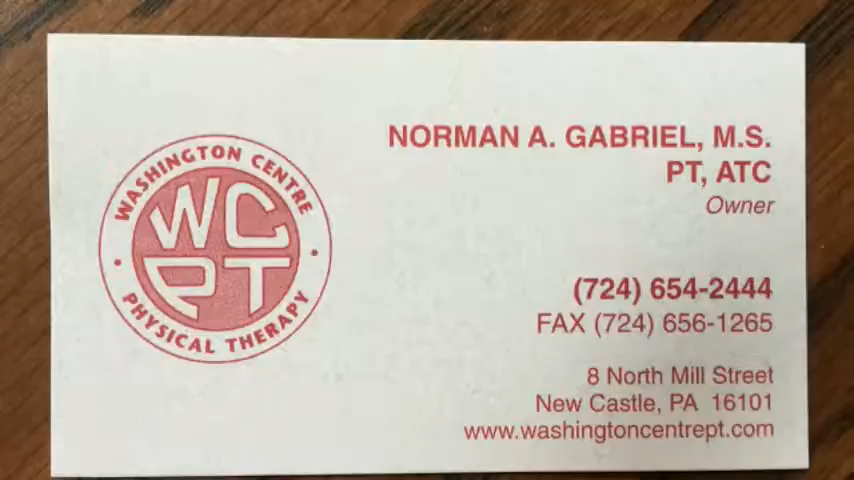 WASHINGTON CENTRE
WC
PT
PHYSICAL THERAPY
NORMAN A. GABRIEL, M.S.
PT, ATC
Owner
(724) 654-2444
FAX (724) 656-1265
8 North Mill Street
New Castle, PA 16101
www.washingtoncentrept.com